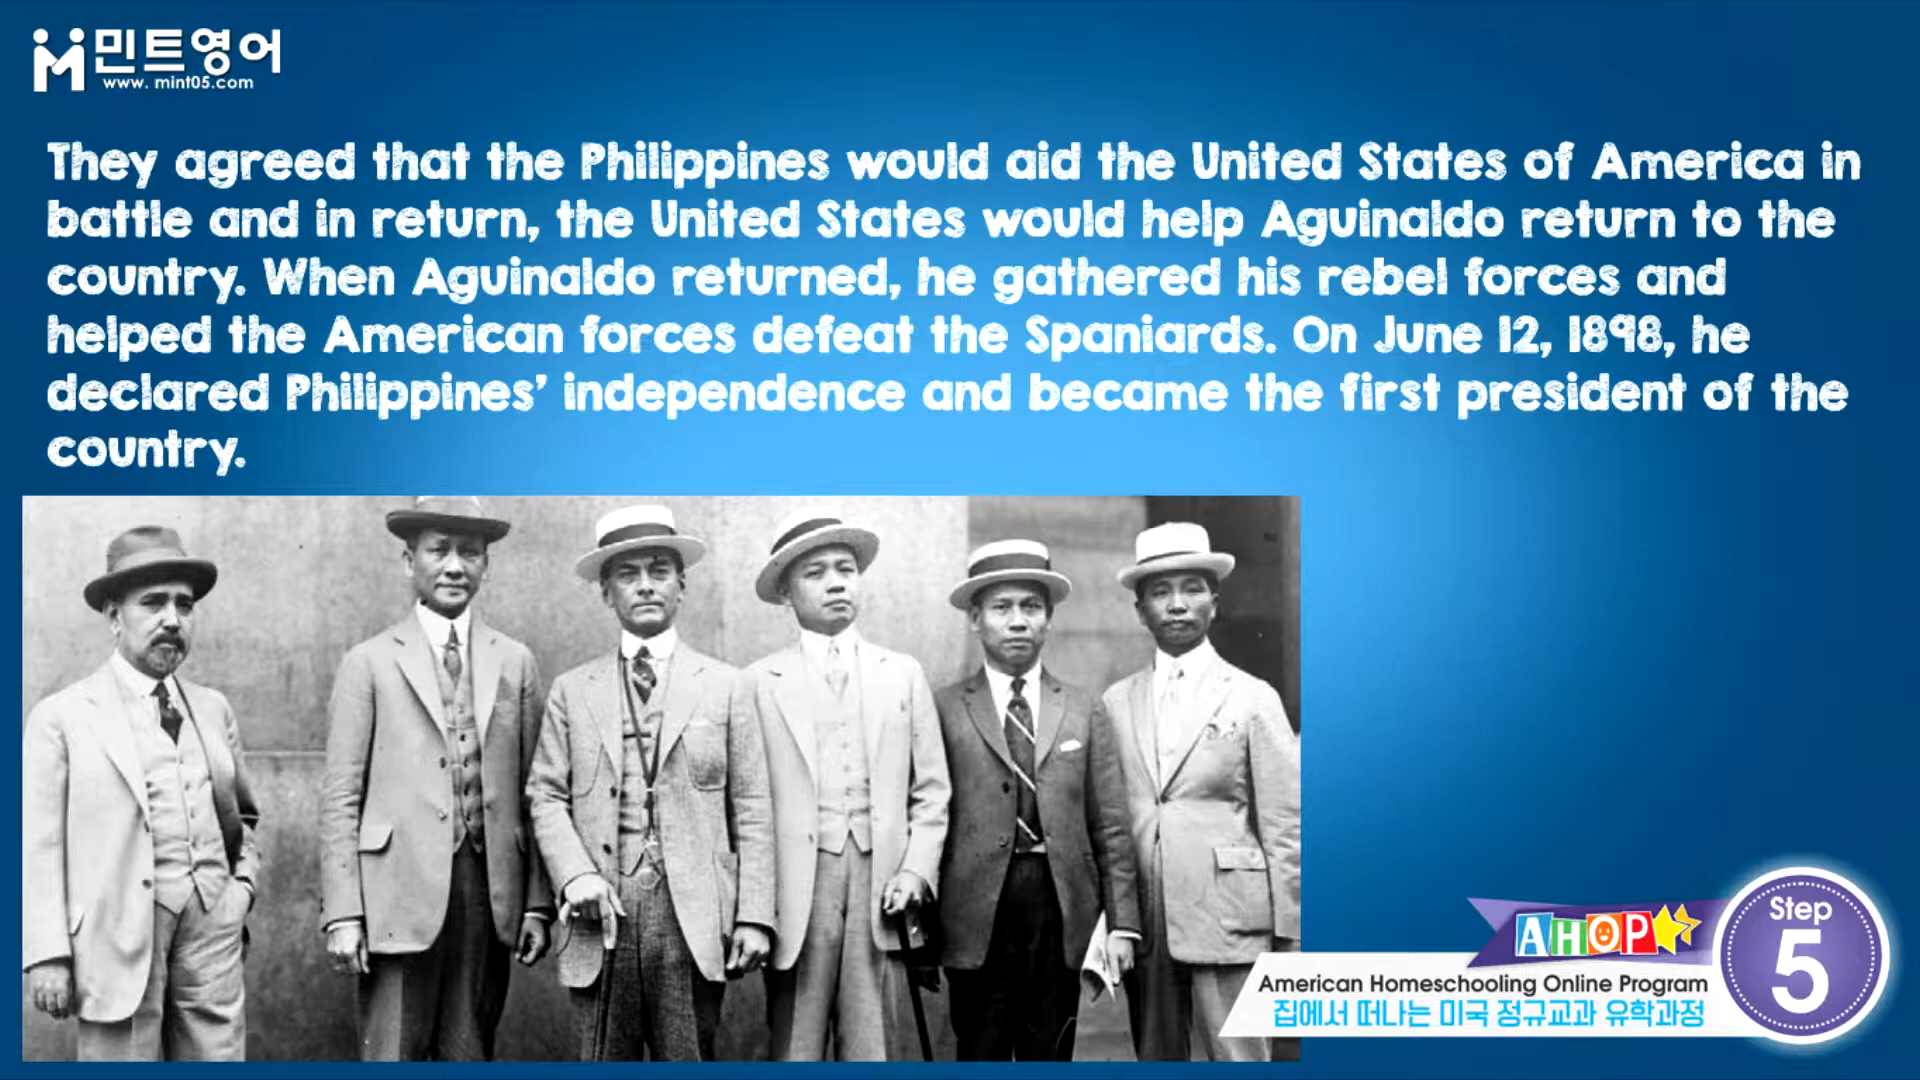 민트영어
www. mint05.com
They agreed that the Philippines would aid the United States of America in
battle and in return, the United States would help Aguinaldo return to the
country. When Aguinaldo returned, he gathered his rebel forces and
helped the American forces defeat the Spaniards. On June 12, 1898, he
declared Philippines’ independence and became the first president of the
country.
AHOP
American Homeschooling Online Program
집에서 떠나는 미국 정규교과 유학과정
Step
5